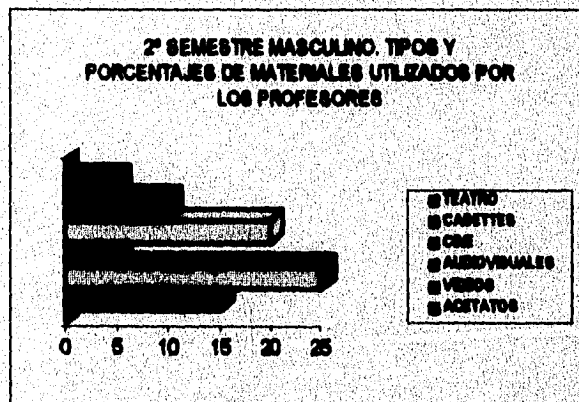 2º SEMESTRE MASCULINO. TIPOS Y
PORCENTAJES DE MATERIALES UTILIZADOS POR
LOS PROFESORES
TEATRO
CASETTES
CINE
AUDIOVISUALES
VIDEOS
ACETATOS
0 5 10 15 20 25